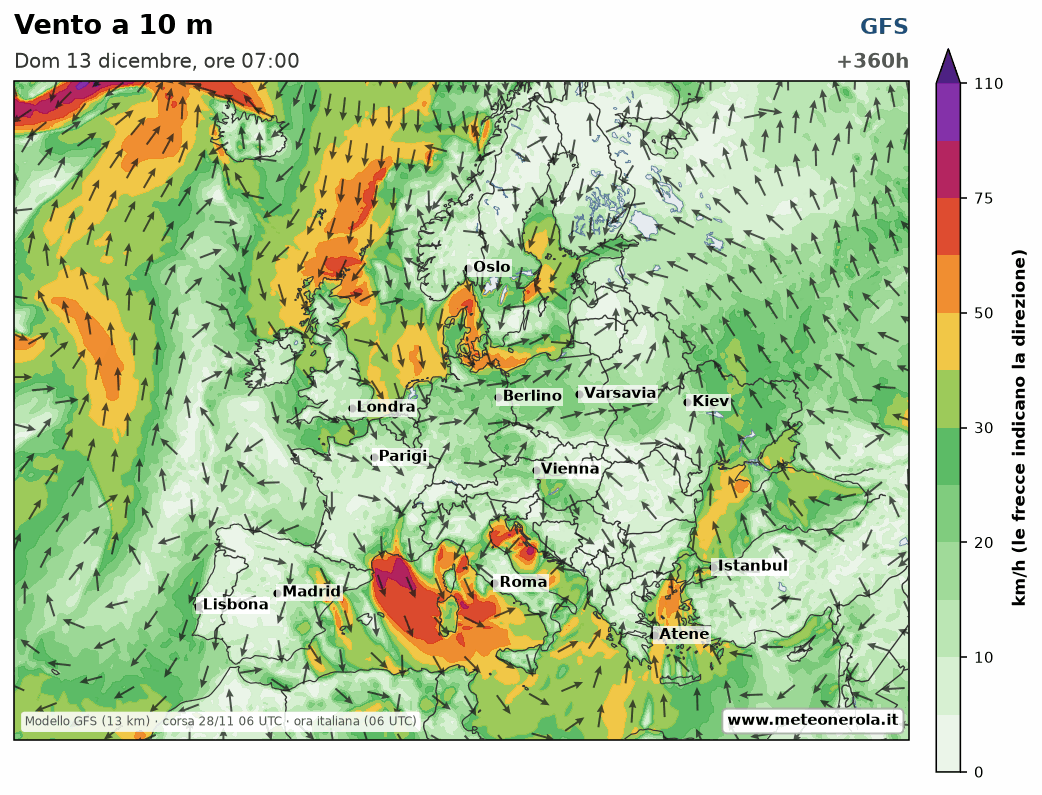 Vento a 10 m
GFS
Dom 13 dicembre, ore 07:00
+360h
110
75
50
30
20
10
0
km/h (le frecce indicano la direzione)
Oslo
Berlino
Varsavia
Kiev
Londra
Parigi
Vienna
Istanbul
Roma
Madrid
Lisbona
Atene
Modello GFS (13 km) · corsa 28/11 06 UTC · ora italiana (06 UTC)
www.meteonerola.it